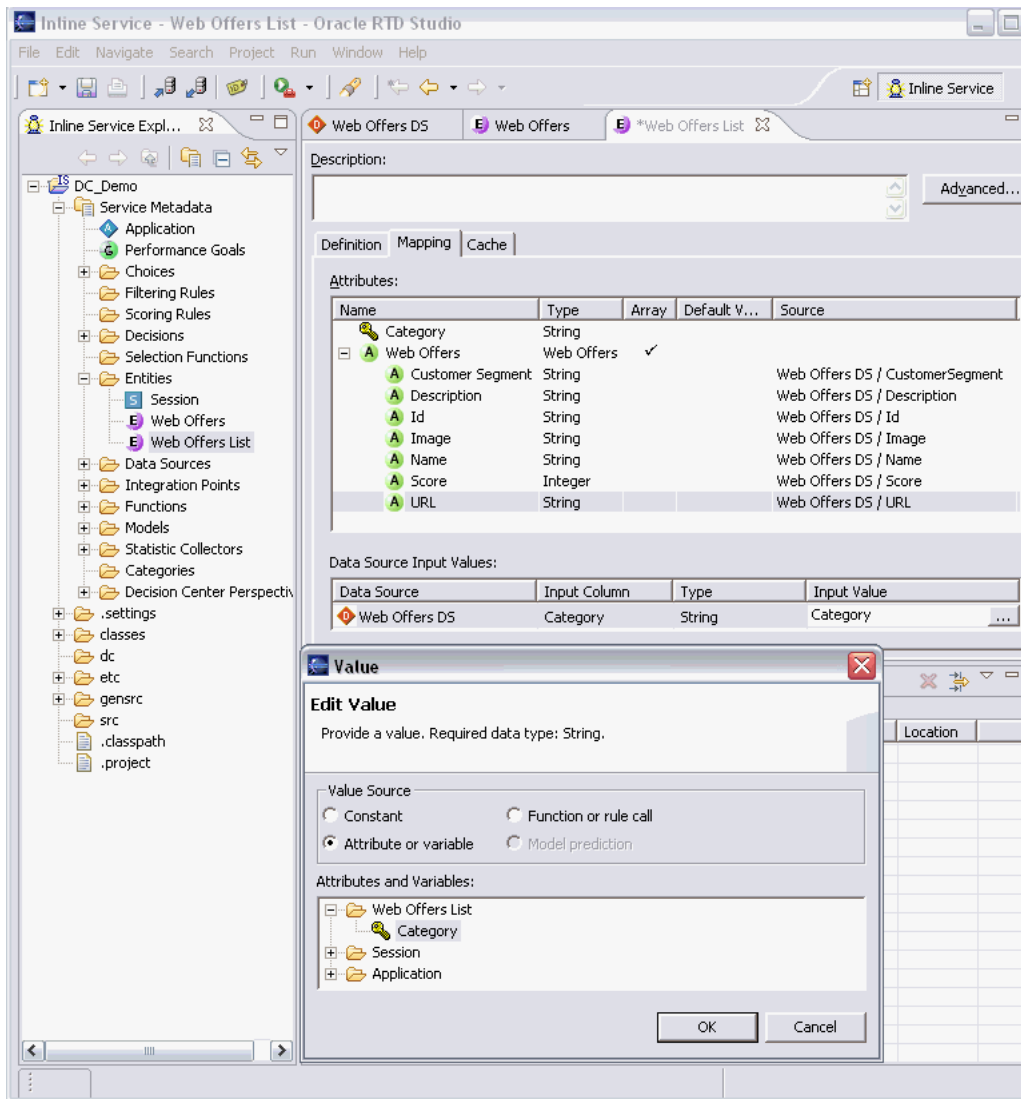 Inline Service - Web Offers List - Oracle RTD Studio
File Edit Navigate Search Project Run Window Help
Inline Service
Inline Service Expl...
Web Offers DS
Web Offers
*Web Offers List
Description:
Advanced...
Definition
Mapping
Cache
Attributes:
Name Type Array Default V... Source
Category String
Web Offers Web Offers
Customer Segment String Web Offers DS / CustomerSegment
Description String Web Offers DS / Description
Id String Web Offers DS / Id
Image String Web Offers DS / Image
Name String Web Offers DS / Name
Score Integer Web Offers DS / Score
URL String Web Offers DS / URL
Data Source Input Values:
Data Source Input Column Type Input Value
Web Offers DS Category String Category ...
DC_Demo
Service Metadata
Application
Performance Goals
Choices
Filtering Rules
Scoring Rules
Decisions
Selection Functions
Entities
Session
Web Offers
Web Offers List
Data Sources
Integration Points
Functions
Models
Statistic Collectors
Categories
Decision Center Perspectiv
.settings
classes
dc
etc
gensrc
src
.classpath
.project
Location
Value
Edit Value
Provide a value. Required data type: String.
Value Source
Constant
Function or rule call
Attribute or variable
Model prediction
Attributes and Variables:
Web Offers List
Category
Session
Application
OK
Cancel